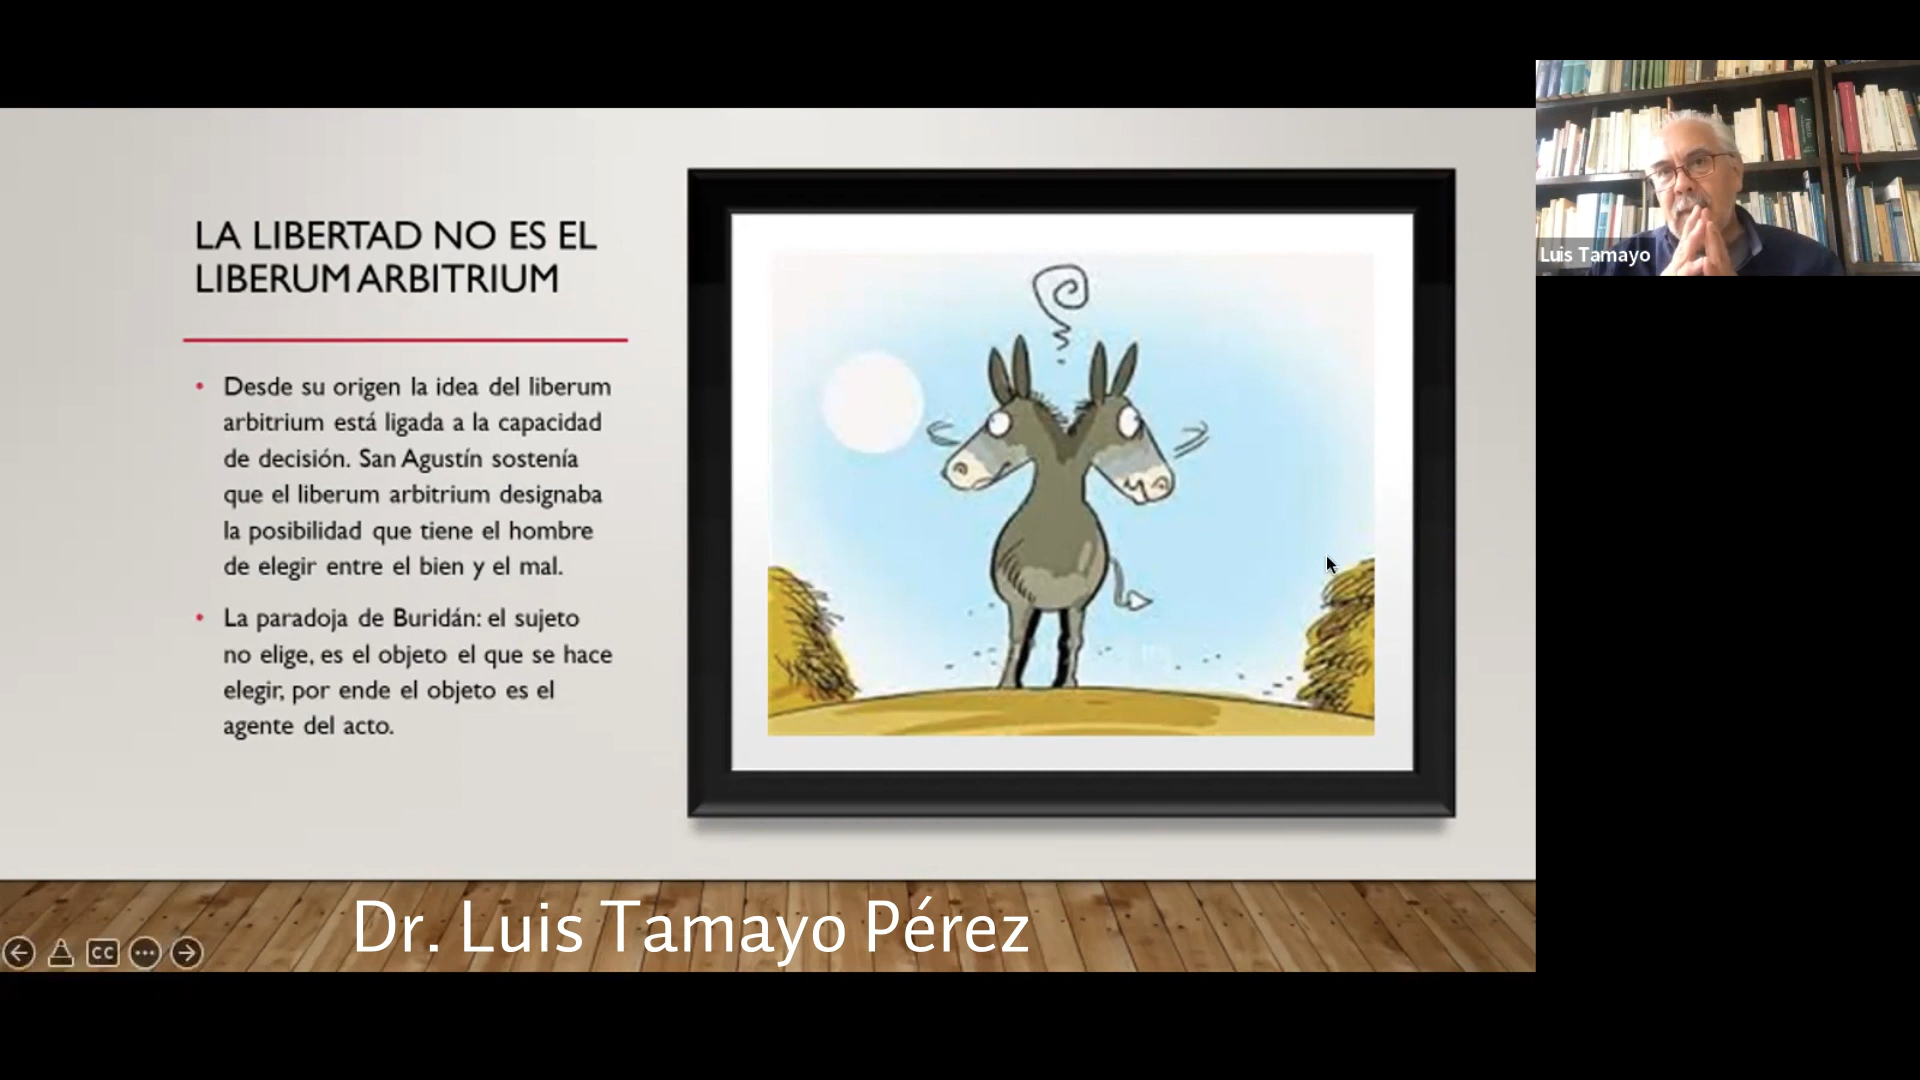 LA LIBERTAD NO ES EL
LIBERUM ARBITRIUM
• Desde su origen la idea del liberum
arbitrium está ligada a la capacidad
de decisión. San Agustín sostenía
que el liberum arbitrium designaba
la posibilidad que tiene el hombre
de elegir entre el bien y el mal.
• La paradoja de Buridán: el sujeto
no elige, es el objeto el que se hace
elegir, por ende el objeto es el
agente del acto.
Luis Tamayo
Dr. Luis Tamayo Pérez
CC